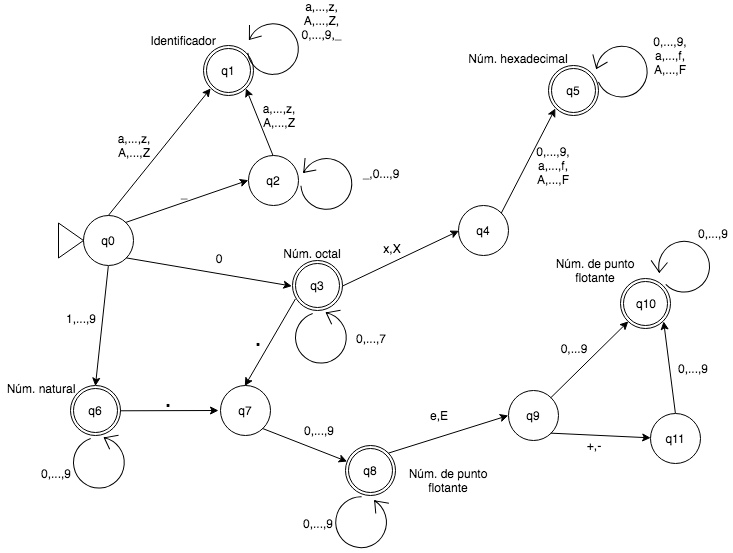 a,...,z,
A,...,Z,
0,...,9,_
Identificador
q1
a,...,z,
A,...,Z
a,...,z,
A,...,Z
q2
_,0...,9
_
q0
0
1,...,9
Núm. octal
q3
0,...,7
x,X
q4
0,...,9,
a,...,f,
A,...,F
Núm. hexadecimal
q5
0,...,9,
a,...,f,
A,...,F
.
Núm. natural
q6
0,...,9
.
q7
0,...,9
q8
Núm. de punto
flotante
0,...,9
e,E
q9
0,...9
+,-
q11
0,...,9
Núm. de punto
flotante
q10
0,...,9